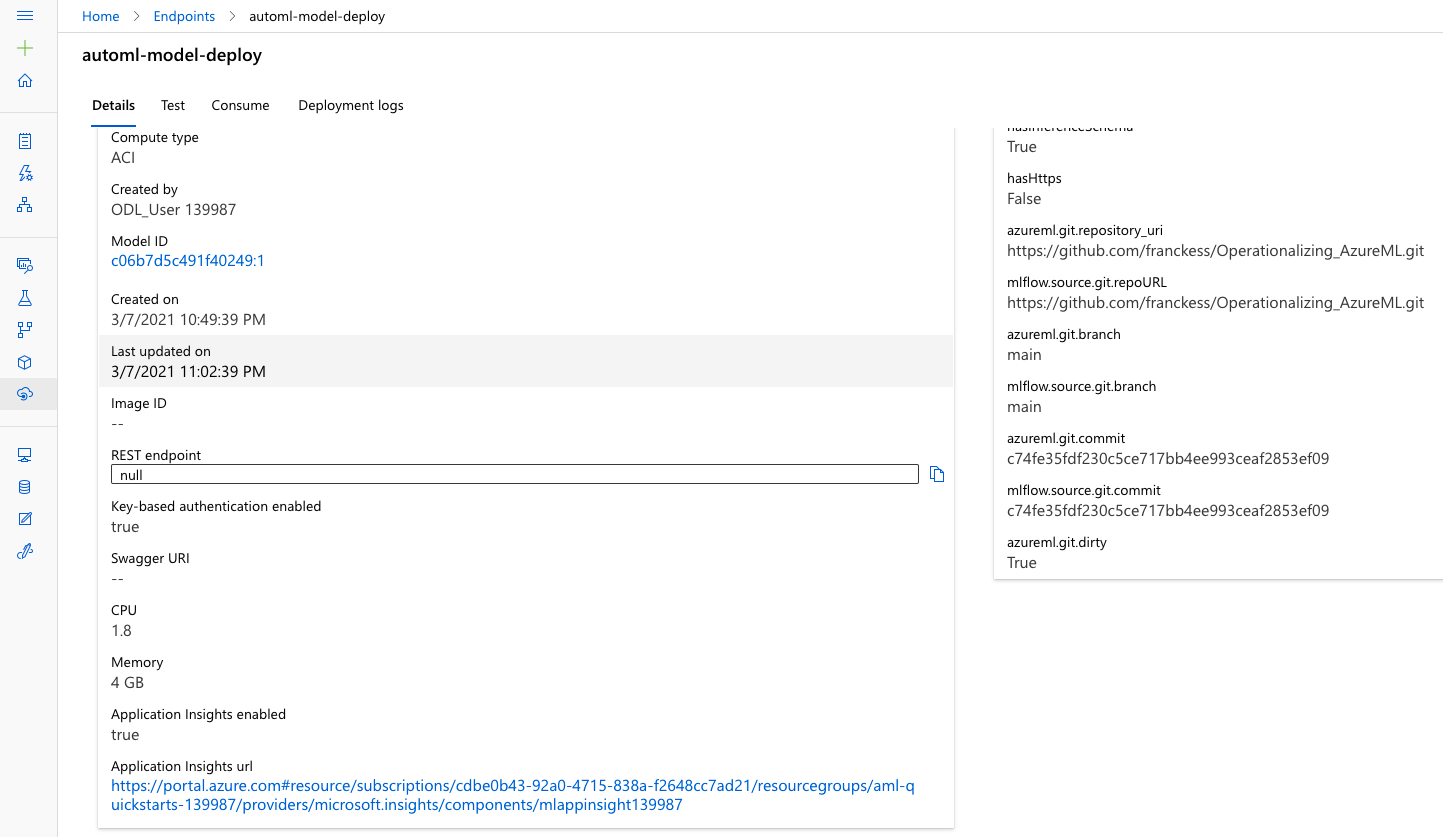 Home > Endpoints > automl-model-deploy
automl-model-deploy
Details Test Consume Deployment logs
Compute type
ACI
Created by
ODL_User 139987
Model ID
c06b7d5c491f40249:1
Created on
3/7/2021 10:49:39 PM
Last updated on
3/7/2021 11:02:39 PM
Image ID
--
REST endpoint
null
Key-based authentication enabled
true
Swagger URI
--
CPU
1.8
Memory
4 GB
Application Insights enabled
true
Application Insights url
https://portal.azure.com#resource/subscriptions/cdbe0b43-92a0-4715-838a-f2648cc7ad21/resourcegroups/aml-q
uickstarts-139987/providers/microsoft.insights/components/mlappinsight139987
hasInferenceSchema
True
hasHttps
False
azureml.git.repository_uri
https://github.com/franckess/Operationalizing_AzureML.git
mlflow.source.git.repoURL
https://github.com/franckess/Operationalizing_AzureML.git
azureml.git.branch
main
mlflow.source.git.branch
main
azureml.git.commit
c74fe35fdf230c5ce717bb4ee993ceaf2853ef09
mlflow.source.git.commit
c74fe35fdf230c5ce717bb4ee993ceaf2853ef09
azureml.git.dirty
True